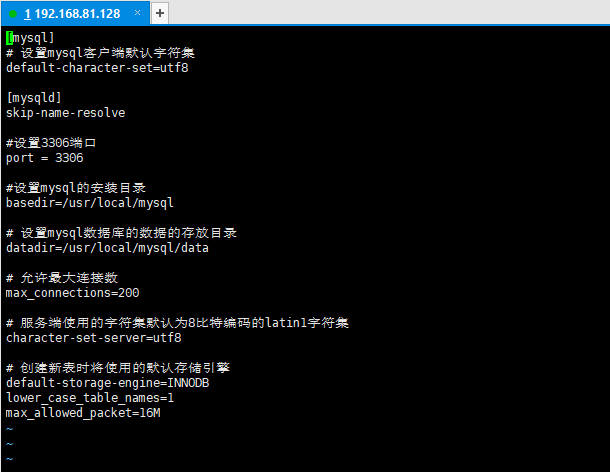 1 192.168.81.128 × +
[mysql]
# 设置mysql客户端默认字符集
default-character-set=utf8
[mysqld]
skip-name-resolve
#设置3306端口
port = 3306
#设置mysql的安装目录
basedir=/usr/local/mysql
# 设置mysql数据库的数据的存放目录
datadir=/usr/local/mysql/data
# 允许最大连接数
max_connections=200
# 服务端使用的字符集默认为8比特编码的latin1字符集
character-set-server=utf8
# 创建新表时将使用的默认存储引擎
default-storage-engine=INNODB
lower_case_table_names=1
max_allowed_packet=16M
~
~
~